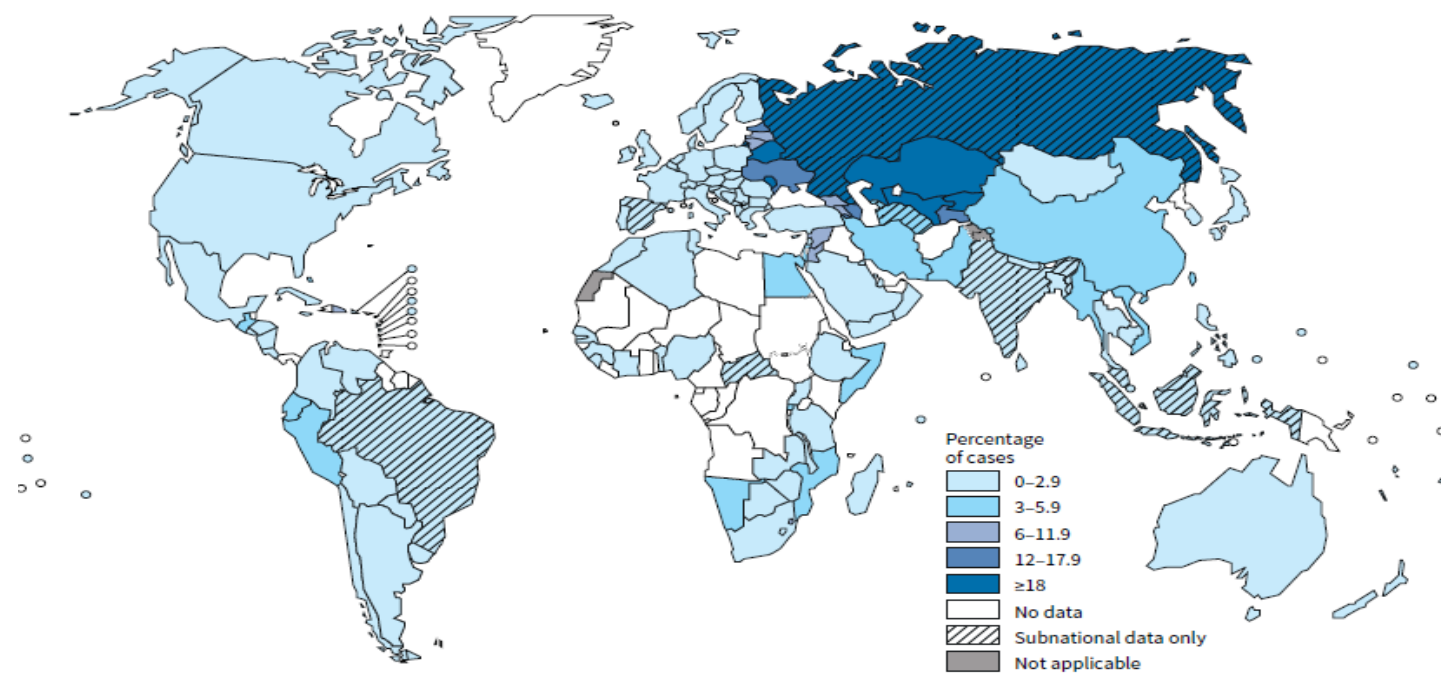 Percentage
of cases
0–2.9
3–5.9
6–11.9
12–17.9
≥18
No data
Subnational data only
Not applicable